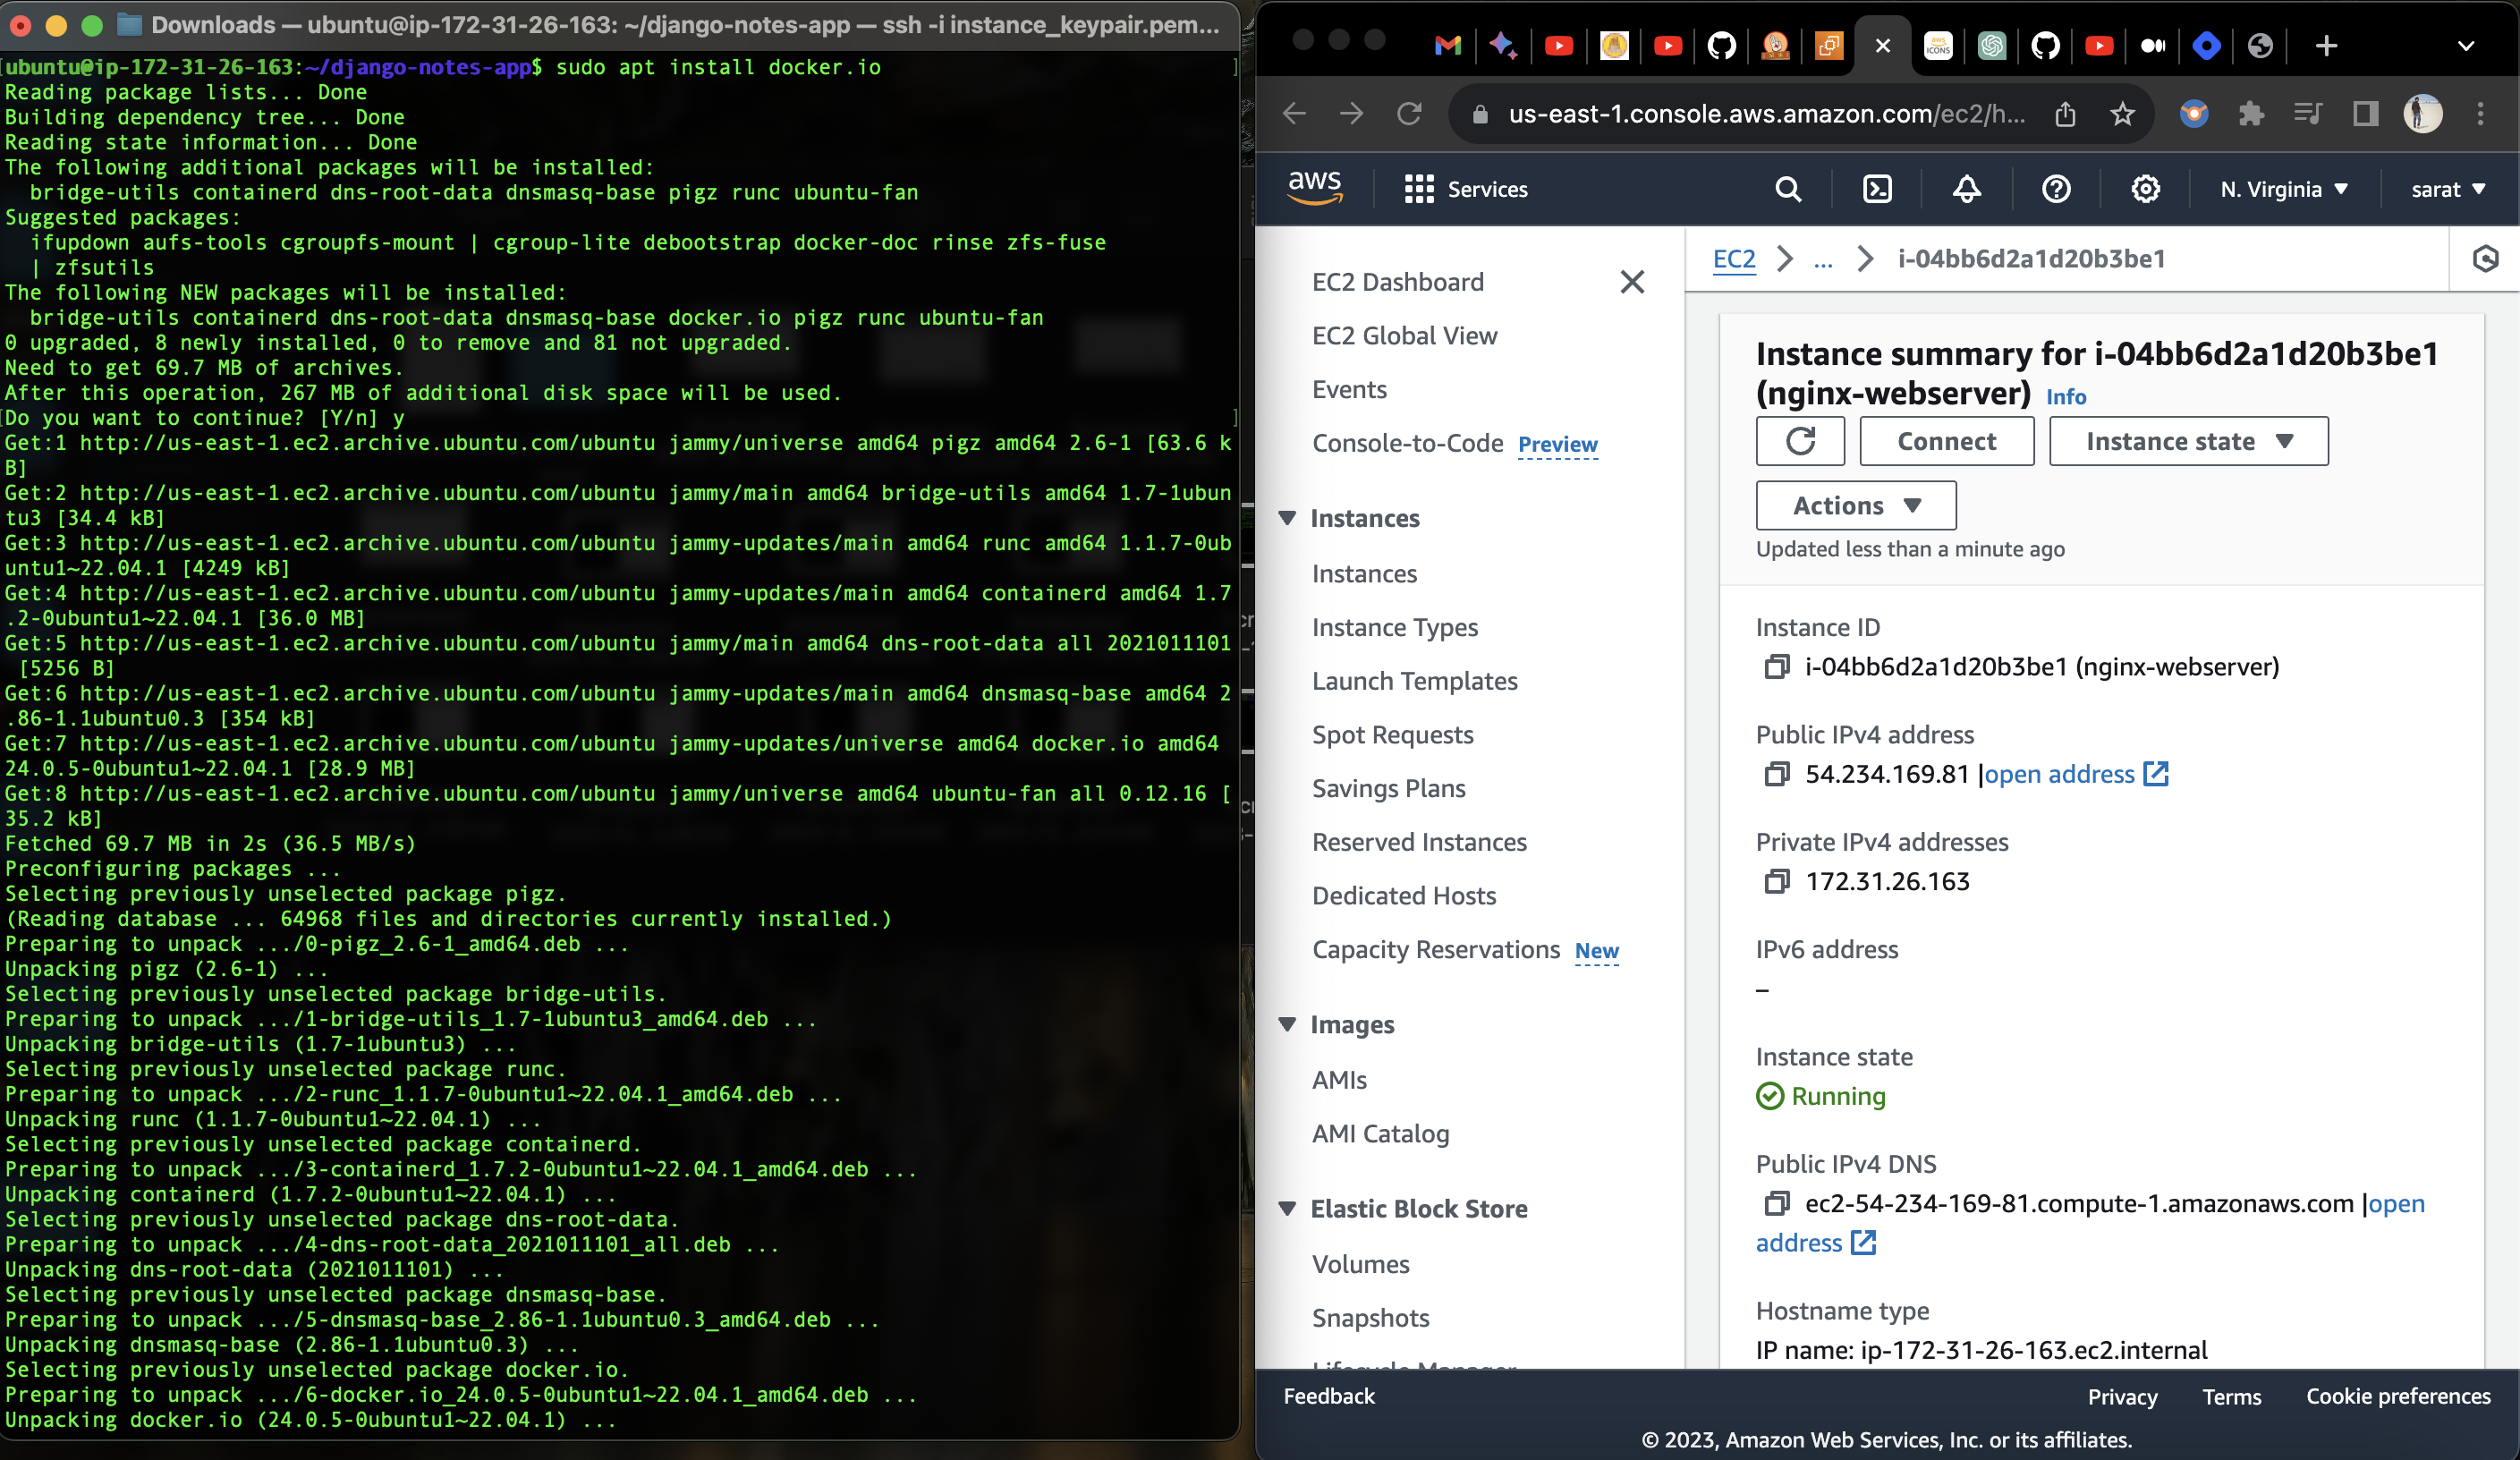 Downloads — ubuntu@ip-172-31-26-163: ~/django-notes-app — ssh -i instance_keypair.pem...
ubuntu@ip-172-31-26-163:~/django-notes-app$ sudo apt install docker.io
Reading package lists... Done
Building dependency tree... Done
Reading state information... Done
The following additional packages will be installed:
  bridge-utils containerd dns-root-data dnsmasq-base pigz runc ubuntu-fan
Suggested packages:
  ifupdown aufs-tools cgroupfs-mount | cgroup-lite debootstrap docker-doc rinse zfs-fuse
  | zfsutils
The following NEW packages will be installed:
  bridge-utils containerd dns-root-data dnsmasq-base docker.io pigz runc ubuntu-fan
0 upgraded, 8 newly installed, 0 to remove and 81 not upgraded.
Need to get 69.7 MB of archives.
After this operation, 267 MB of additional disk space will be used.
Do you want to continue? [Y/n] y
Get:1 http://us-east-1.ec2.archive.ubuntu.com/ubuntu jammy/universe amd64 pigz amd64 2.6-1 [63.6 k
B]
Get:2 http://us-east-1.ec2.archive.ubuntu.com/ubuntu jammy/main amd64 bridge-utils amd64 1.7-1ubun
tu3 [34.4 kB]
Get:3 http://us-east-1.ec2.archive.ubuntu.com/ubuntu jammy-updates/main amd64 runc amd64 1.1.7-0ub
untu1~22.04.1 [4249 kB]
Get:4 http://us-east-1.ec2.archive.ubuntu.com/ubuntu jammy-updates/main amd64 containerd amd64 1.7
.2-0ubuntu1~22.04.1 [36.0 MB]
Get:5 http://us-east-1.ec2.archive.ubuntu.com/ubuntu jammy/main amd64 dns-root-data all 2021011101
 [5256 B]
Get:6 http://us-east-1.ec2.archive.ubuntu.com/ubuntu jammy-updates/main amd64 dnsmasq-base amd64 2
.86-1.1ubuntu0.3 [354 kB]
Get:7 http://us-east-1.ec2.archive.ubuntu.com/ubuntu jammy-updates/universe amd64 docker.io amd64
24.0.5-0ubuntu1~22.04.1 [28.9 MB]
Get:8 http://us-east-1.ec2.archive.ubuntu.com/ubuntu jammy/universe amd64 ubuntu-fan all 0.12.16 [
35.2 kB]
Fetched 69.7 MB in 2s (36.5 MB/s)
Preconfiguring packages ...
Selecting previously unselected package pigz.
(Reading database ... 64968 files and directories currently installed.)
Preparing to unpack .../0-pigz_2.6-1_amd64.deb ...
Unpacking pigz (2.6-1) ...
Selecting previously unselected package bridge-utils.
Preparing to unpack .../1-bridge-utils_1.7-1ubuntu3_amd64.deb ...
Unpacking bridge-utils (1.7-1ubuntu3) ...
Selecting previously unselected package runc.
Preparing to unpack .../2-runc_1.1.7-0ubuntu1~22.04.1_amd64.deb ...
Unpacking runc (1.1.7-0ubuntu1~22.04.1) ...
Selecting previously unselected package containerd.
Preparing to unpack .../3-containerd_1.7.2-0ubuntu1~22.04.1_amd64.deb ...
Unpacking containerd (1.7.2-0ubuntu1~22.04.1) ...
Selecting previously unselected package dns-root-data.
Preparing to unpack .../4-dns-root-data_2021011101_all.deb ...
Unpacking dns-root-data (2021011101) ...
Selecting previously unselected package dnsmasq-base.
Preparing to unpack .../5-dnsmasq-base_2.86-1.1ubuntu0.3_amd64.deb ...
Unpacking dnsmasq-base (2.86-1.1ubuntu0.3) ...
Selecting previously unselected package docker.io.
Preparing to unpack .../6-docker.io_24.0.5-0ubuntu1~22.04.1_amd64.deb ...
Unpacking docker.io (24.0.5-0ubuntu1~22.04.1) ...
us-east-1.console.aws.amazon.com/ec2/h...
aws Services N. Virginia sarat
EC2 Dashboard
EC2 Global View
Events
Console-to-Code Preview
Instances
Instances
Instance Types
Launch Templates
Spot Requests
Savings Plans
Reserved Instances
Dedicated Hosts
Capacity Reservations New
Images
AMIs
AMI Catalog
Elastic Block Store
Volumes
Snapshots
Lifecycle Manager
EC2 ... i-04bb6d2a1d20b3be1
Instance summary for i-04bb6d2a1d20b3be1
(nginx-webserver) Info
Connect Instance state
Actions
Updated less than a minute ago
Instance ID
i-04bb6d2a1d20b3be1 (nginx-webserver)
Public IPv4 address
54.234.169.81 |open address
Private IPv4 addresses
172.31.26.163
IPv6 address
–
Instance state
Running
Public IPv4 DNS
ec2-54-234-169-81.compute-1.amazonaws.com |open
address
Hostname type
IP name: ip-172-31-26-163.ec2.internal
Feedback Privacy Terms Cookie preferences
© 2023, Amazon Web Services, Inc. or its affiliates.